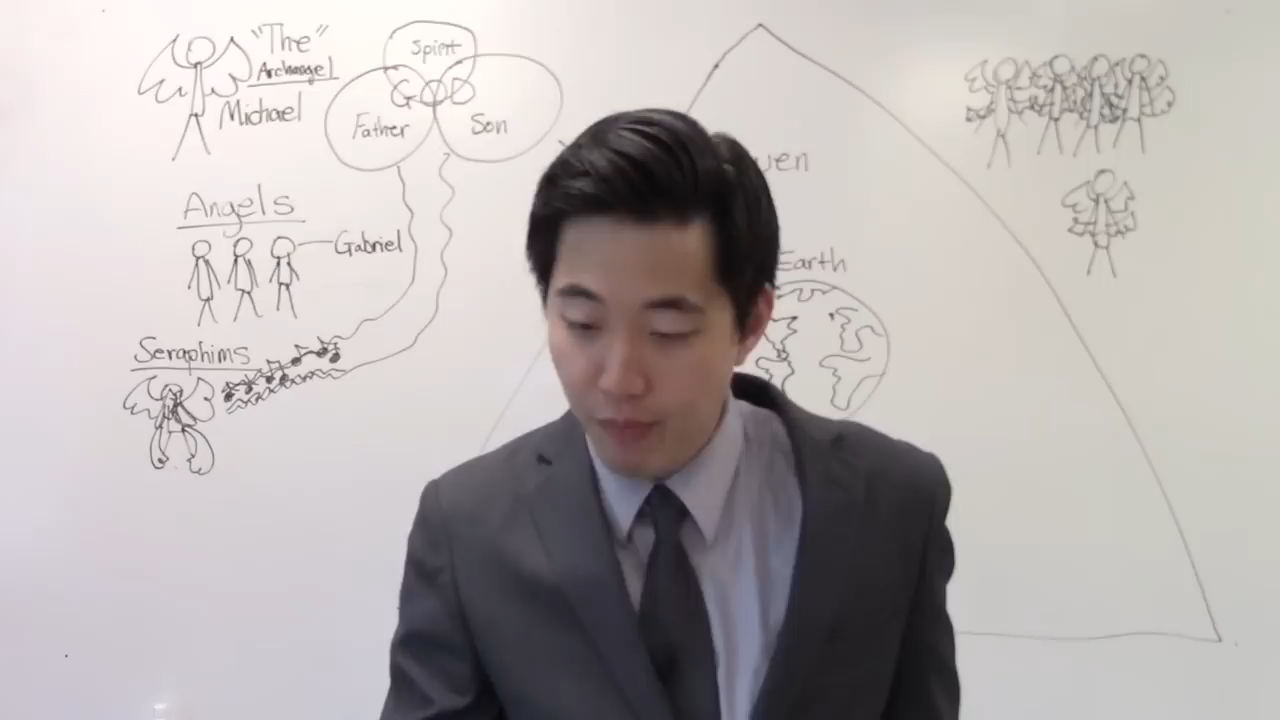 "The"
Archangel
Michael
Spirit
GOD
Father
Son
Angels
Gabriel
Seraphims
Earth